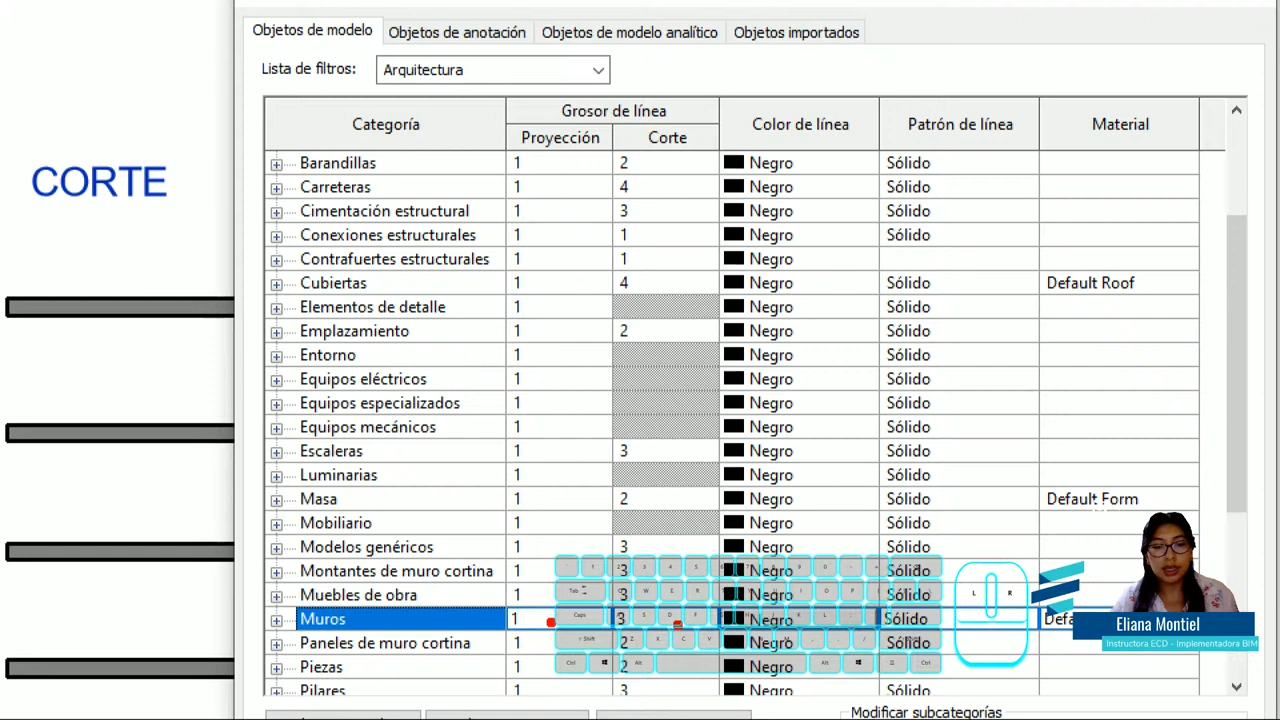 Objetos de modelo Objetos de anotación Objetos de modelo analítico Objetos importados
Lista de filtros: Arquitectura
Categoría Grosor de línea Color de línea Patrón de línea Material
Proyección Corte
Barandillas 1 2 Negro Sólido
Carreteras 1 4 Negro Sólido
CORTE
Cimentación estructural 1 3 Negro Sólido
Conexiones estructurales 1 1 Negro Sólido
Contrafuertes estructurales 1 1 Negro
Cubiertas 1 4 Negro Sólido Default Roof
Elementos de detalle 1 Negro Sólido
Emplazamiento 1 2 Negro Sólido
Entorno 1 Negro Sólido
Equipos eléctricos 1 Negro Sólido
Equipos especializados 1 Negro Sólido
Equipos mecánicos 1 Negro Sólido
Escaleras 1 3 Negro Sólido
Luminarias 1 Negro Sólido
Masa 1 2 Negro Sólido Default Form
Mobiliario 1 Negro Sólido
Modelos genéricos 1 3 Negro Sólido
Montantes de muro cortina 1 3 Negro Sólido
Muebles de obra 1 3 Negro Sólido
Muros 1 3 Negro Sólido
Paneles de muro cortina 1 2 Negro Sólido
Piezas 1 2 Negro Sólido
Pilares 1 3 Negro Sólido
Modificar subcategorías
Tab
Caps
Shift
Ctrl Alt Alt Ctrl
L R
Eliana Montiel
Instructora ECD - Implementadora BIM